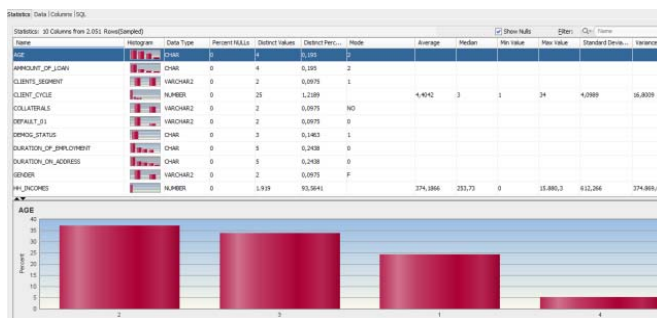 Statistics Data Columns SQL
Statistics: 10 Columns from 2.051 Rows(Sampled) Show Nulls Filter: Name
Name Histogram Data Type Percent NULLs Distinct Values Distinct Perc... Mode Average Median Min Value Max Value Standard Devia... Variance
AGE CHAR 0 4 0,195 2
AMMOUNT_OF_LOAN CHAR 0 4 0,195 2
CLIENTS_SEGMENT VARCHAR2 0 2 0,0975 1
CLIENT_CYCLE NUMBER 0 25 1,2189 4,4042 3 1 34 4,0989 16,8009
COLLATERALS VARCHAR2 0 2 0,0975 NO
DEFAULT_01 VARCHAR2 0 2 0,0975 0
DEMOG_STATUS CHAR 0 3 0,1463 1
DURATION_OF_EMPLOYMENT CHAR 0 5 0,2438 0
DURATION_ON_ADDRESS CHAR 0 5 0,2438 0
GENDER VARCHAR2 0 2 0,0975 F
HH_INCOMES NUMBER 0 1.919 93,5641 374,1866 253,73 0 15.880,3 612,266 374.869,
AGE
40
35
30
25
20
15
10
5
0
Percent
2 3 1 4